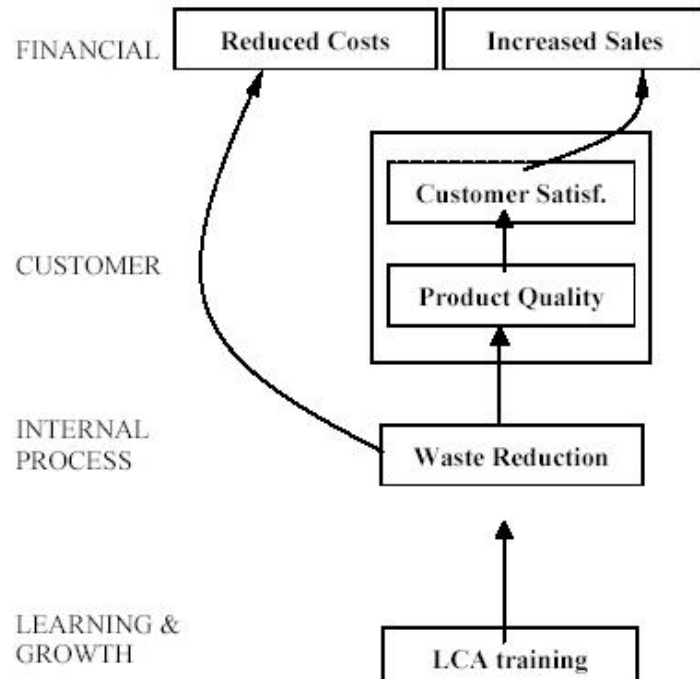 FINANCIAL
Reduced Costs
Increased Sales
CUSTOMER
Customer Satisf.
Product Quality
INTERNAL
PROCESS
Waste Reduction
LEARNING &
GROWTH
LCA training